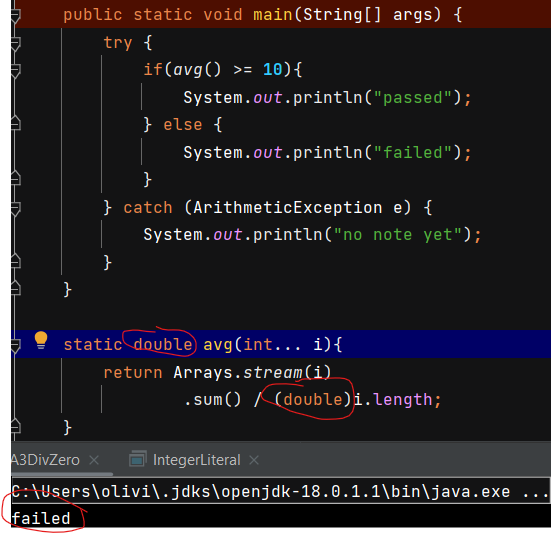 public static void main(String[] args) {
try {
if(avg() >= 10){
System.out.println("passed");
} else {
System.out.println("failed");
}
} catch (ArithmeticException e) {
System.out.println("no note yet");
}
}
static double avg(int... i){
return Arrays.stream(i)
.sum() / (double)i.length;
}
A3DivZero IntegerLiteral
C:\Users\olivi\.jdks\openjdk-18.0.1.1\bin\java.exe ...
failed